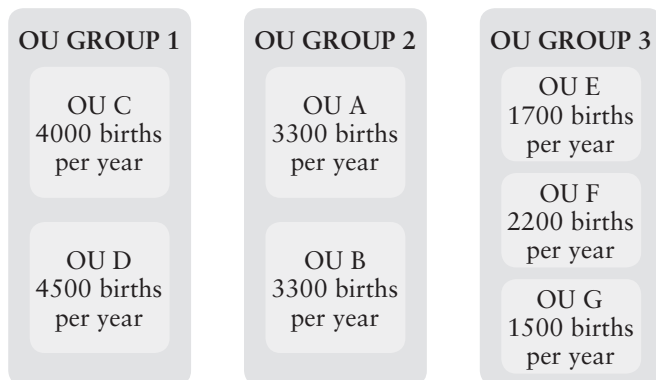 OU GROUP 1
OU C
4000 births
per year
OU D
4500 births
per year
OU GROUP 2
OU A
3300 births
per year
OU B
3300 births
per year
OU GROUP 3
OU E
1700 births
per year
OU F
2200 births
per year
OU G
1500 births
per year